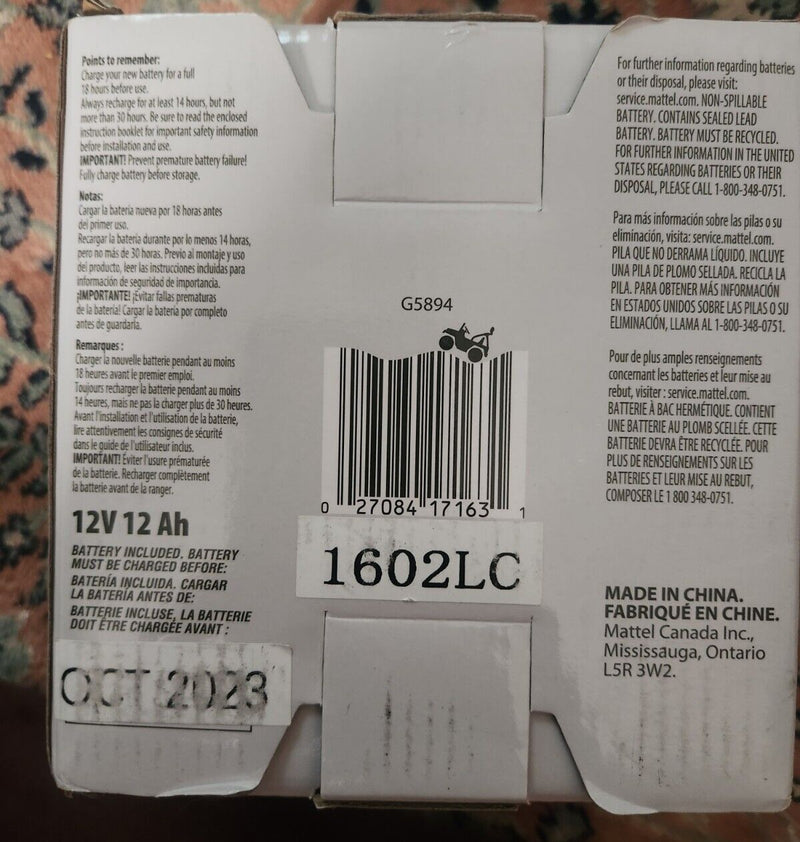 Points to remember:
Charge your new battery for a full
18 hours before use.
Always recharge for at least 14 hours, but not
more than 30 hours. Be sure to read the enclosed
instruction booklet for important safety information
before installation and use.
IMPORTANT! Prevent premature battery failure!
Fully charge battery before storage.
Notas:
Cargar la batería nueva por 18 horas antes
del primer uso.
Recargar la batería durante por lo menos 14 horas,
pero no más de 30 horas. Previo al montaje y uso
del producto, leer las instrucciones incluidas para
información de seguridad de importancia.
¡IMPORTANTE! ¡Evitar fallas prematuras
de la batería! Cargar la batería por completo
antes de guardarla.
Remarques :
Charger la nouvelle batterie pendant au moins
18 heures avant le premier emploi.
Toujours recharger la batterie pendant au moins
14 heures, mais ne pas la charger plus de 30 heures.
Avant l'installation et l'utilisation de la batterie,
lire attentivement les consignes de sécurité
dans le guide de l'utilisateur inclus.
IMPORTANT! Éviter l'usure prématurée
de la batterie. Recharger complètement
la batterie avant de la ranger.
12V 12 Ah
BATTERY INCLUDED. BATTERY
MUST BE CHARGED BEFORE:
BATERÍA INCLUIDA. CARGAR
LA BATERÍA ANTES DE:
BATTERIE INCLUSE, LA BATTERIE
DOIT ÊTRE CHARGÉE AVANT :
OCT 2023
G5894
0 27084 17163 1
1602LC
For further information regarding batteries
or their disposal, please visit:
service.mattel.com. NON-SPILLABLE
BATTERY. CONTAINS SEALED LEAD
BATTERY. BATTERY MUST BE RECYCLED.
FOR FURTHER INFORMATION IN THE UNITED
STATES REGARDING BATTERIES OR THEIR
DISPOSAL, PLEASE CALL 1-800-348-0751.
Para más información sobre las pilas o su
eliminación, visita: service.mattel.com.
PILA QUE NO DERRAMA LÍQUIDO. INCLUYE
UNA PILA DE PLOMO SELLADA. RECICLA LA
PILA. PARA OBTENER MÁS INFORMACIÓN
EN ESTADOS UNIDOS SOBRE LAS PILAS O SU
ELIMINACIÓN, LLAMA AL 1-800-348-0751.
Pour de plus amples renseignements
concernant les batteries et leur mise au
rebut, visiter : service.mattel.com.
BATTERIE À BAC HERMÉTIQUE. CONTIENT
UNE BATTERIE AU PLOMB SCELLÉE. CETTE
BATTERIE DEVRA ÊTRE RECYCLÉE. POUR
PLUS DE RENSEIGNEMENTS SUR LES
BATTERIES ET LEUR MISE AU REBUT,
COMPOSER LE 1 800 348-0751.
MADE IN CHINA.
FABRIQUÉ EN CHINE.
Mattel Canada Inc.,
Mississauga, Ontario
L5R 3W2.